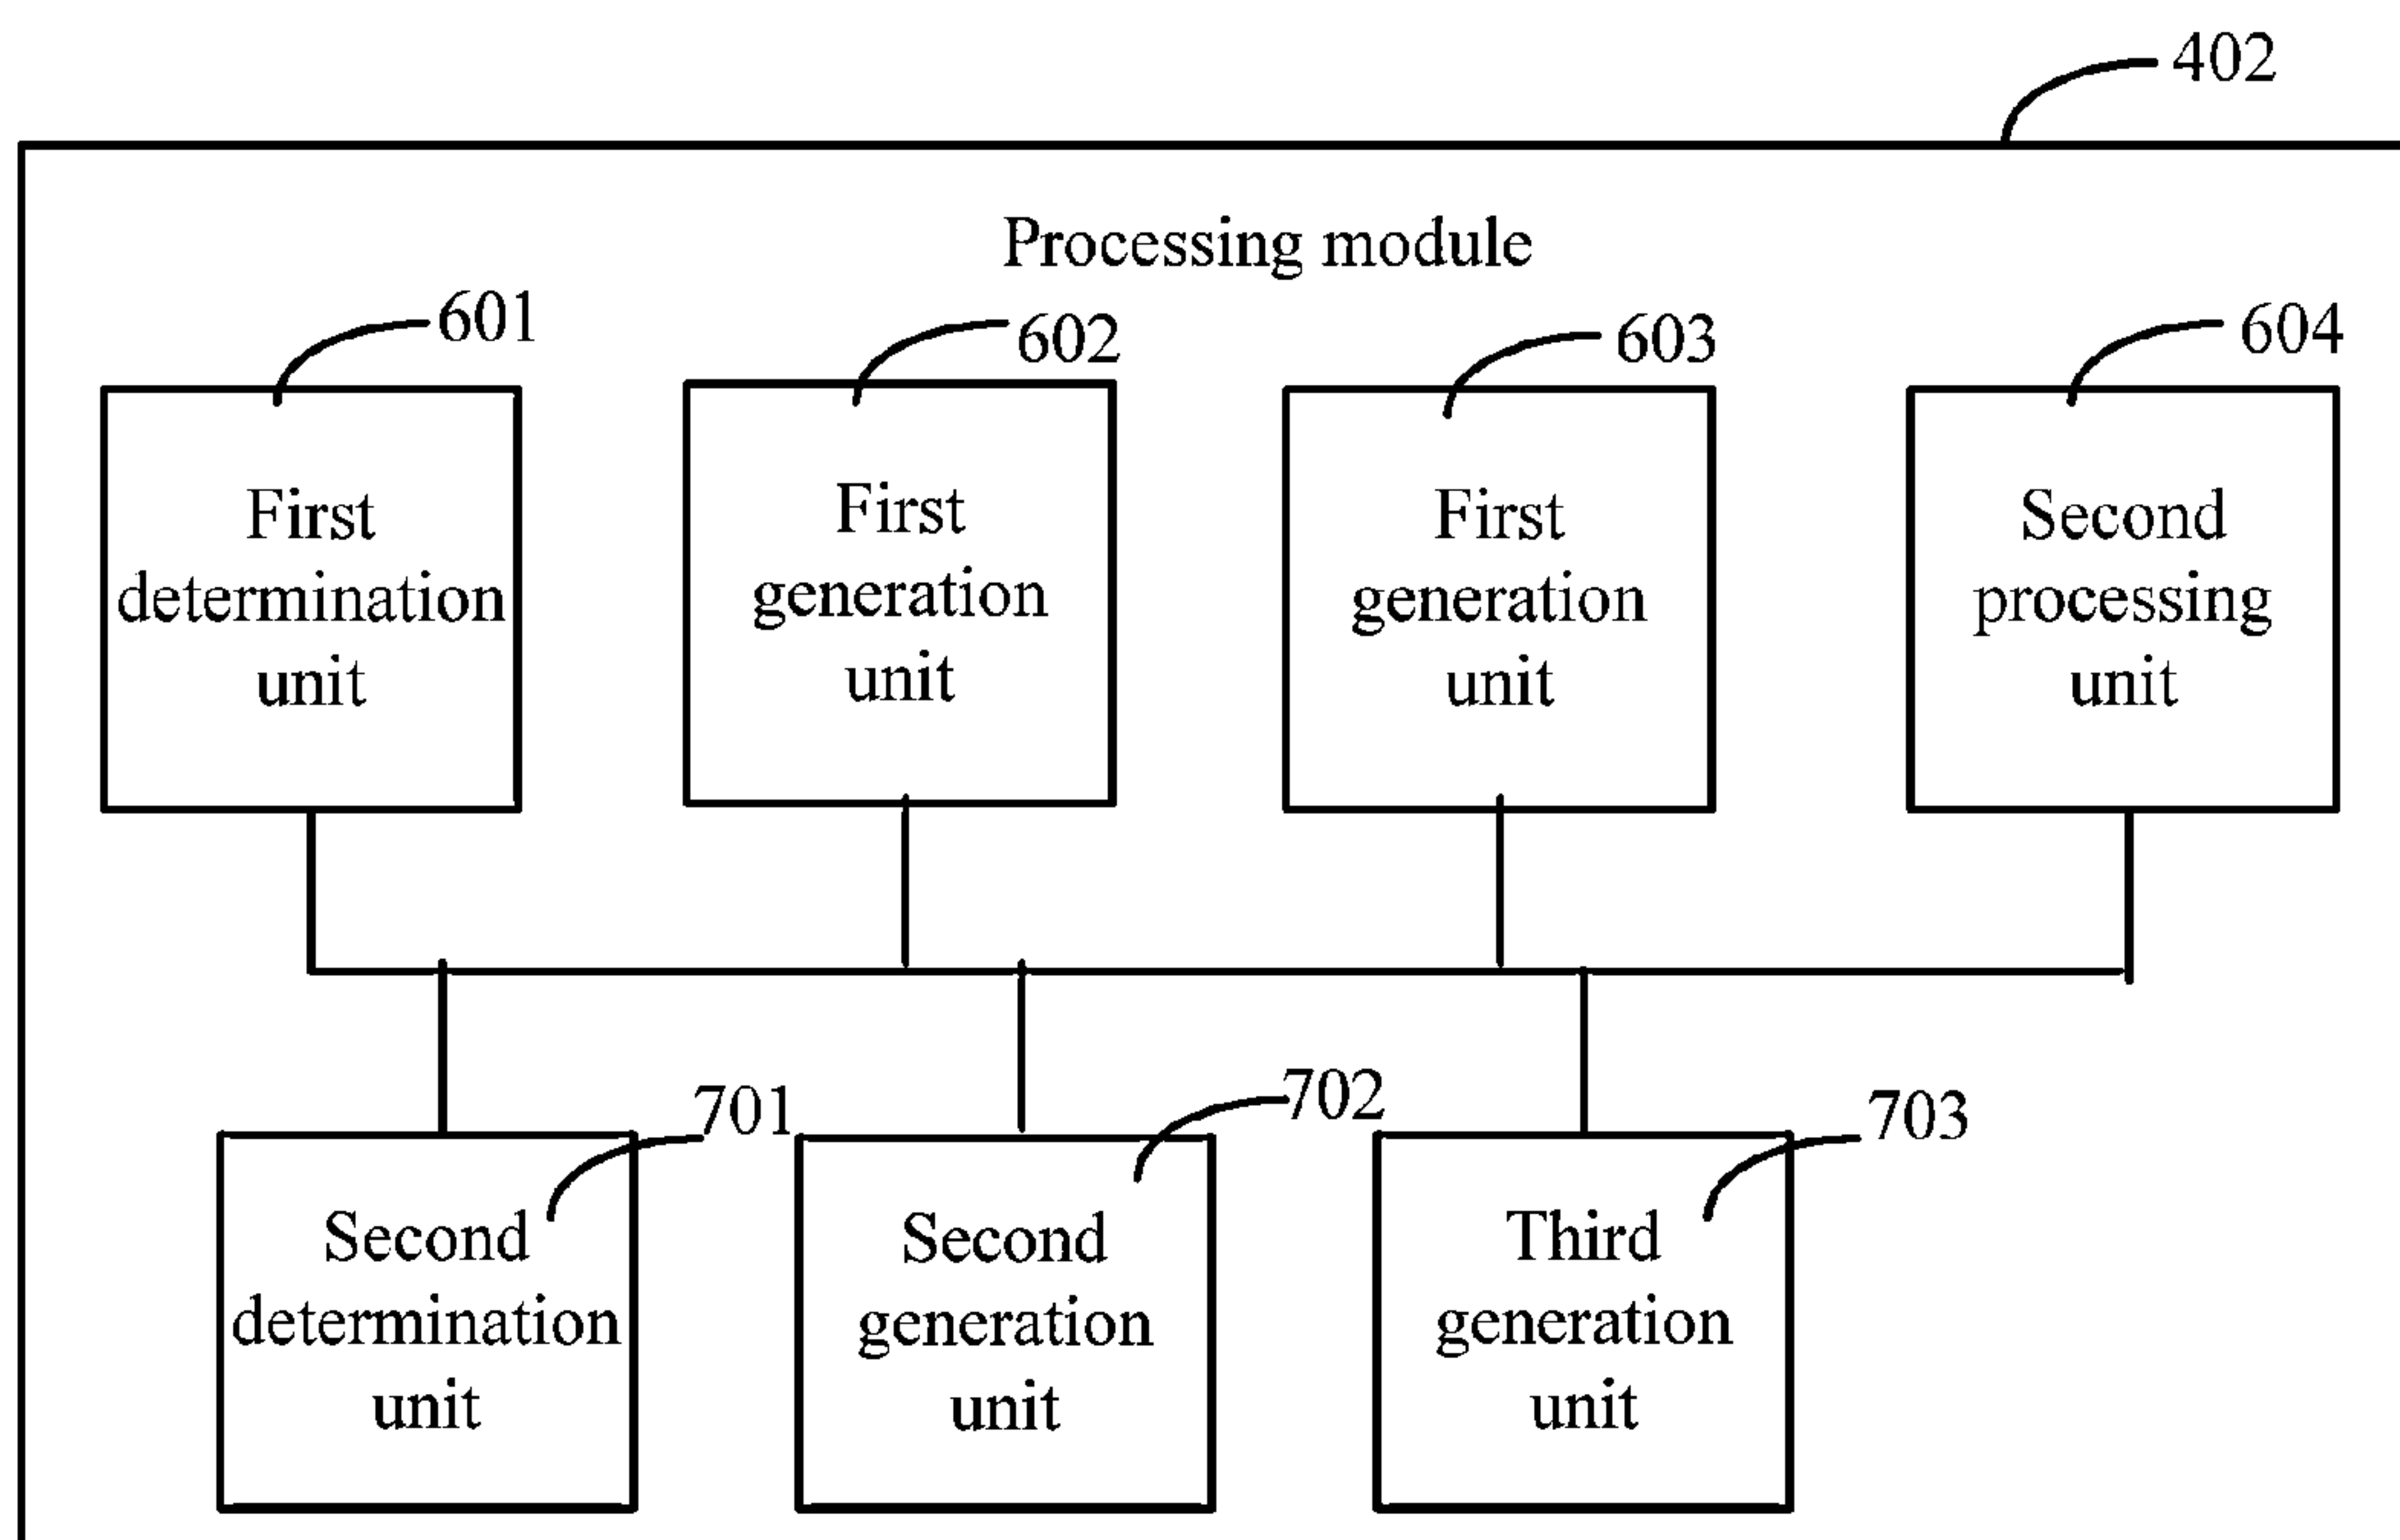 402
Processing module
601
602
603
604
First
determination
unit
First
generation
unit
First
generation
unit
Second
processing
unit
701
702
703
Second
determination
unit
Second
generation
unit
Third
generation
unit